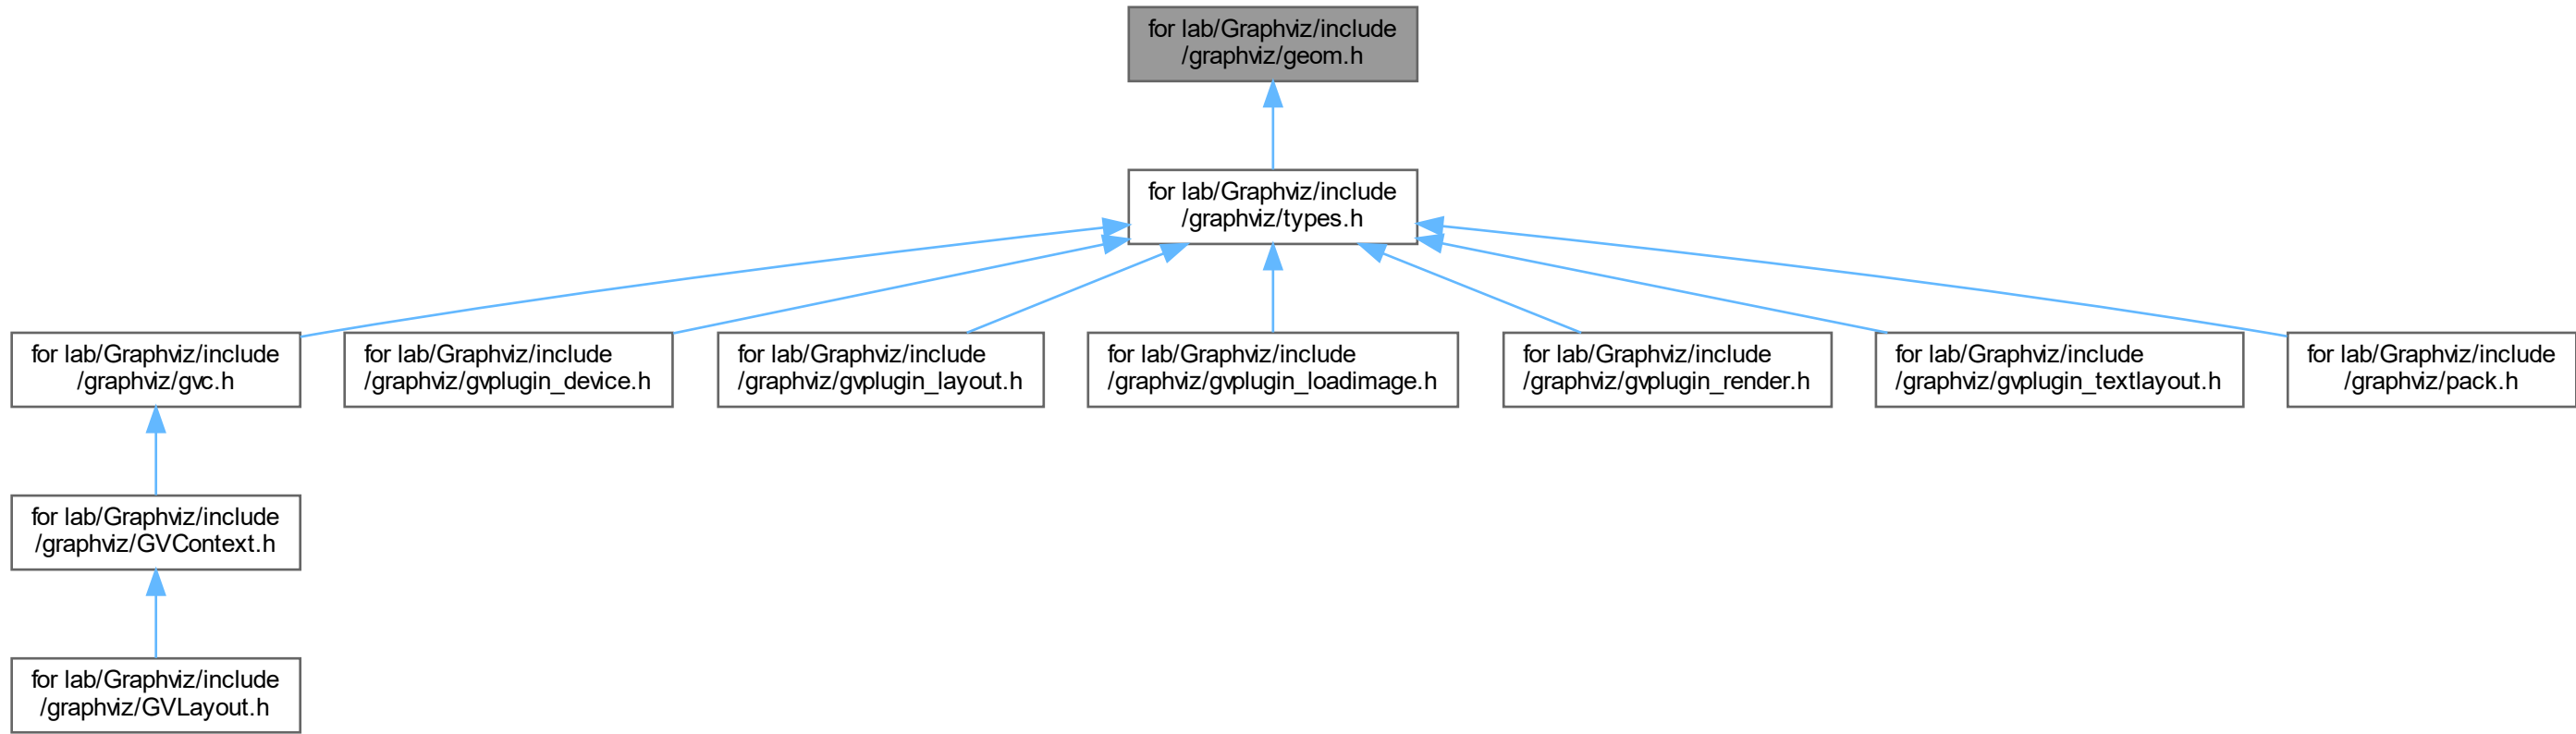 for lab/Graphviz/include
/graphviz/geom.h
for lab/Graphviz/include
/graphviz/types.h
for lab/Graphviz/include
/graphviz/gvc.h
for lab/Graphviz/include
/graphviz/gvplugin_device.h
for lab/Graphviz/include
/graphviz/gvplugin_layout.h
for lab/Graphviz/include
/graphviz/gvplugin_loadimage.h
for lab/Graphviz/include
/graphviz/gvplugin_render.h
for lab/Graphviz/include
/graphviz/gvplugin_textlayout.h
for lab/Graphviz/include
/graphviz/pack.h
for lab/Graphviz/include
/graphviz/GVContext.h
for lab/Graphviz/include
/graphviz/GVLayout.h